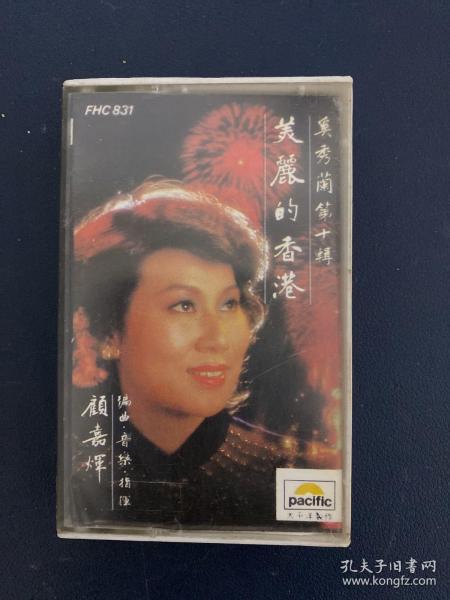 FHC 831
奚秀蘭第十輯
美麗的香港
編曲·音樂·指揮
顧嘉煇
pacific
太平洋製作
孔夫子旧书网
www.kongfz.com